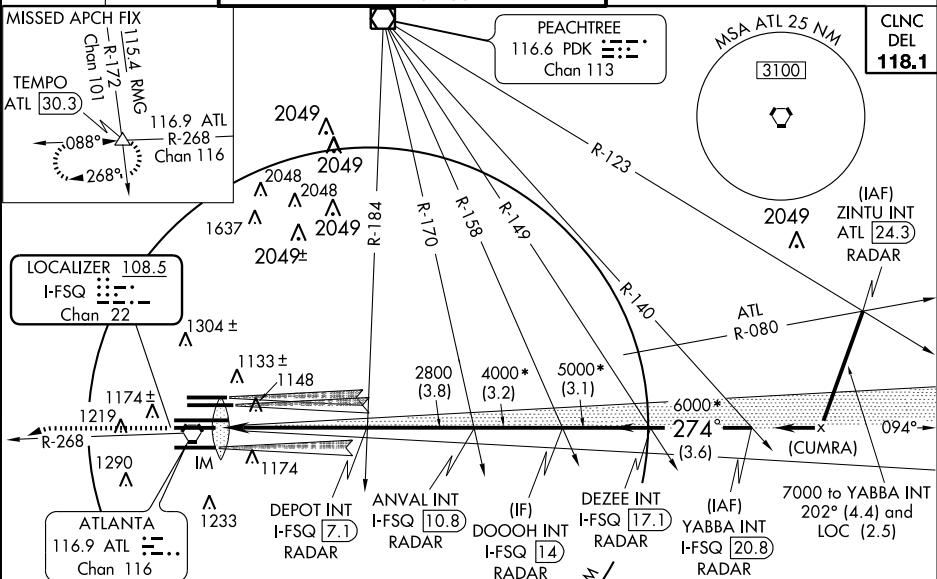 MISSED APCH FIX
115.4 RMG
R-172
Chan 101
TEMPO
ATL 30.3
116.9 ATL
R-268
Chan 116
088°
268°
PEACHTREE
116.6 PDK
Chan 113
MSA ATL 25 NM
3100
CLNC
DEL
118.1
2049
2049
2048
2048
1637
2049
2049±
R-184
R-170
R-158
R-149
R-140
R-123
2049
(IAF)
ZINTU INT
ATL 24.3
RADAR
LOCALIZER 108.5
I-FSQ
Chan 22
ATL
R-080
1304 ±
1133 ±
1148
1174 ±
1219
2800
(3.8)
4000*
(3.2)
5000*
(3.1)
6000*
274°
(3.6)
x
(CUMRA)
094°
R-268
IM
1174
1290
1233
ATLANTA
116.9 ATL
Chan 116
DEPOT INT
I-FSQ 7.1
RADAR
ANVAL INT
I-FSQ 10.8
RADAR
(IF)
DOOOH INT
I-FSQ 14
RADAR
DEZEE INT
I-FSQ 17.1
RADAR
(IAF)
YABBA INT
I-FSQ 20.8
RADAR
7000 to YABBA INT
202° (4.4) and
LOC (2.5)
M